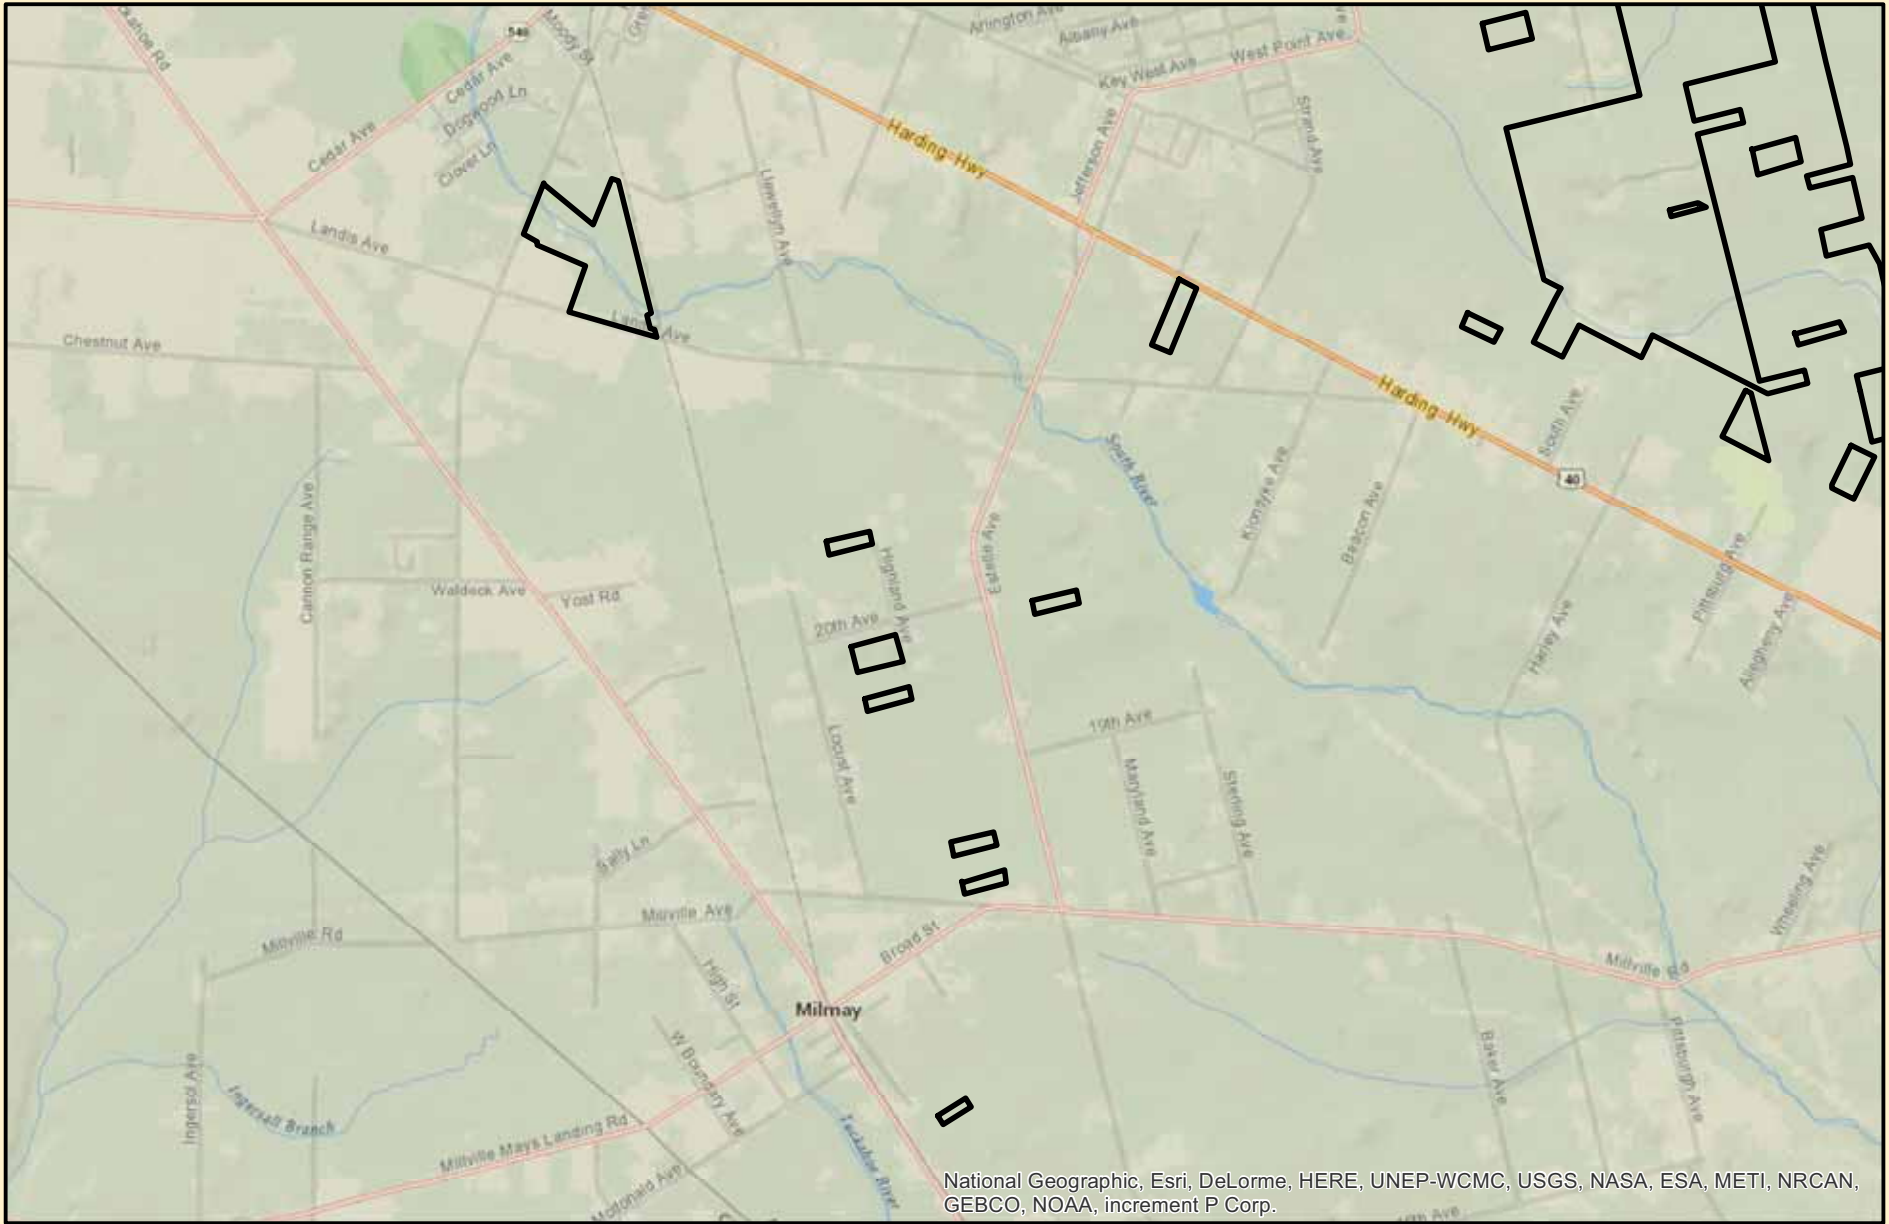 540
Moody St
Arlington Ave
Albany Ave
West Point Ave
Key West Ave
Cedar Ave
Dogwood Ln
Cedar Ave
Clover Ln
Harding Hwy
Strand Ave
Jefferson Ave
Llewellyn Ave
Landis Ave
Landis Ave
Chestnut Ave
Harding Hwy
South Ave
40
South River
Klondyke Ave
Beacon Ave
Cannon Range Ave
Highland Ave
Estelle Ave
Waldeck Ave
Yost Rd
20th Ave
Pittsburg Ave
Harley Ave
Allegheny Ave
19th Ave
Locust Ave
Maryland Ave
Sterling Ave
Sally Ln
Wheeling Ave
Millville Ave
Millville Rd
Broad St
Millville Rd
High St
Milmay
W Boundary Ave
Baker Ave
Pittsburgh Ave
Ingersol Ave
Ingersall Branch
Millville Mays Landing Rd
Tuckahoe River
Mcdonald Ave
National Geographic, Esri, DeLorme, HERE, UNEP-WCMC, USGS, NASA, ESA, METI, NRCAN,
GEBCO, NOAA, increment P Corp.